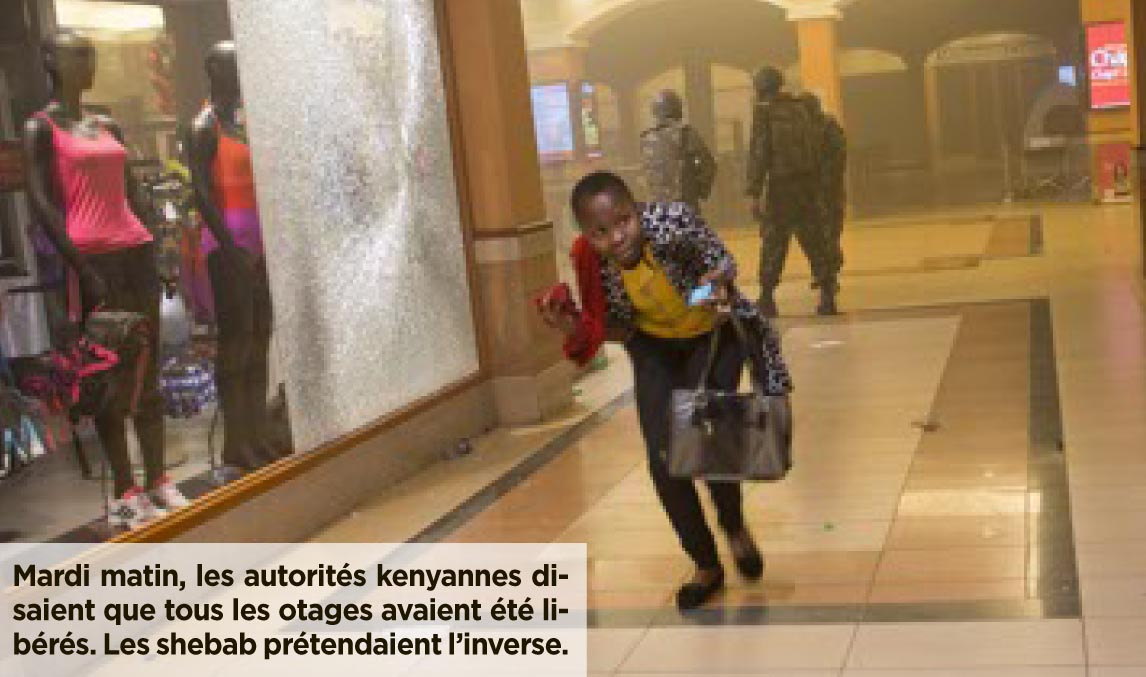 Cha
Mardi matin, les autorités kenyannes di-
saient que tous les otages avaient été li-
bérés. Les shebab prétendaient l’inverse.